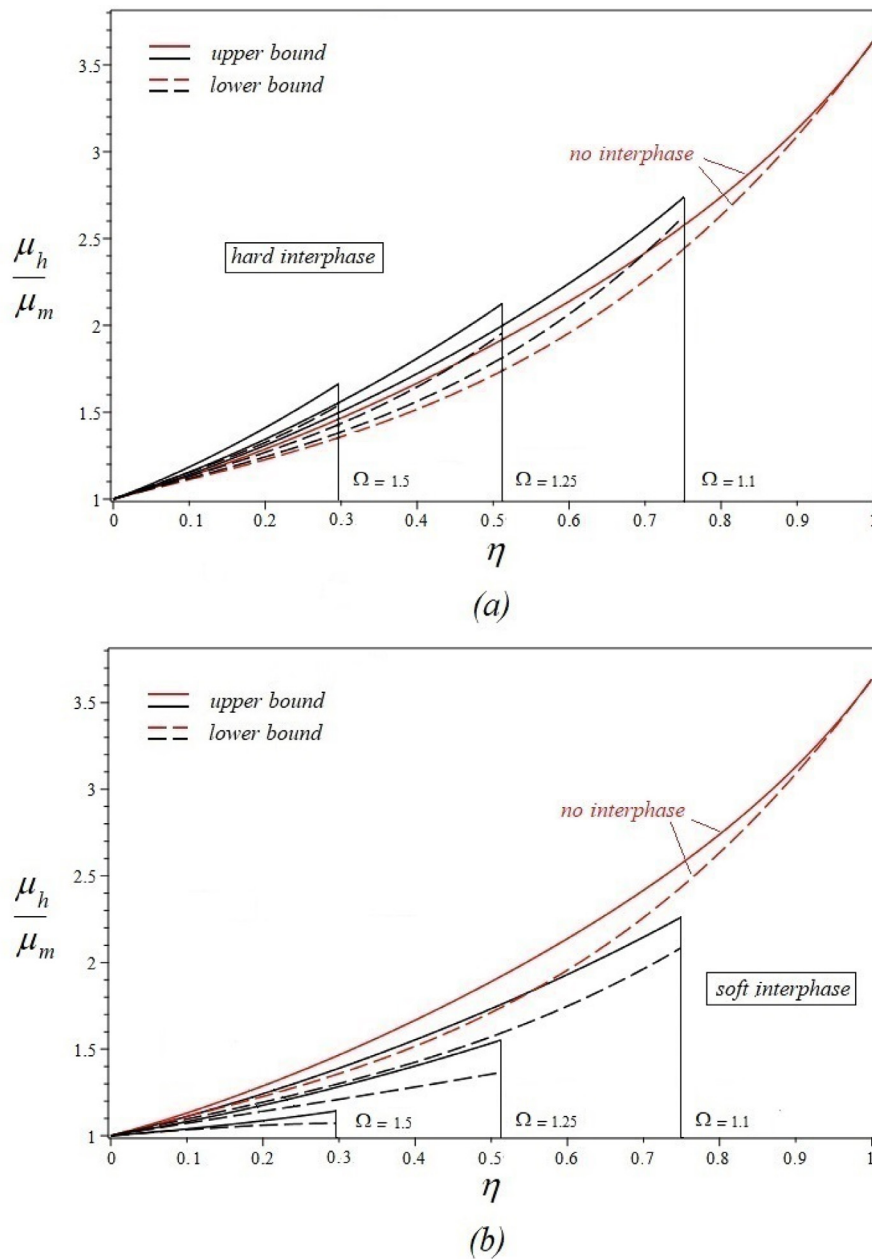 3.5
upper bound
lower bound
no interphase
3
2.5
hard interphase
μh
μm
2
1.5
Ω = 1.5
Ω = 1.25
Ω = 1.1
1
0 0.1 0.2 0.3 0.4 0.5 0.6 0.7 0.8 0.9 1
η
(a)
3.5
upper bound
lower bound
no interphase
3
2.5
μh
μm
soft interphase
2
1.5
Ω = 1.5
Ω = 1.25
Ω = 1.1
1
0 0.1 0.2 0.3 0.4 0.5 0.6 0.7 0.8 0.9 1
η
(b)